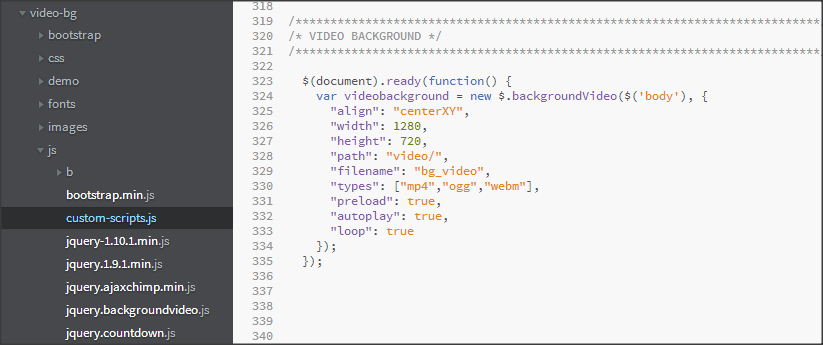 video-bg
bootstrap
css
demo
fonts
images
js
b
bootstrap.min.js
custom-scripts.js
jquery-1.10.1.min.js
jquery.1.9.1.min.js
jquery.ajaxchimp.min.js
jquery.backgroundvideo.js
jquery.countdown.js
318
319 /******************************************************************************
320 /* VIDEO BACKGROUND */
321 /******************************************************************************
322
323 $(document).ready(function() {
324 var videobackground = new $.backgroundVideo($('body'), {
325 "align": "centerXY",
326 "width": 1280,
327 "height": 720,
328 "path": "video/",
329 "filename": "bg_video",
330 "types": ["mp4","ogg","webm"],
331 "preload": true,
332 "autoplay": true,
333 "loop": true
334 });
335 });
336
337
338
339
340